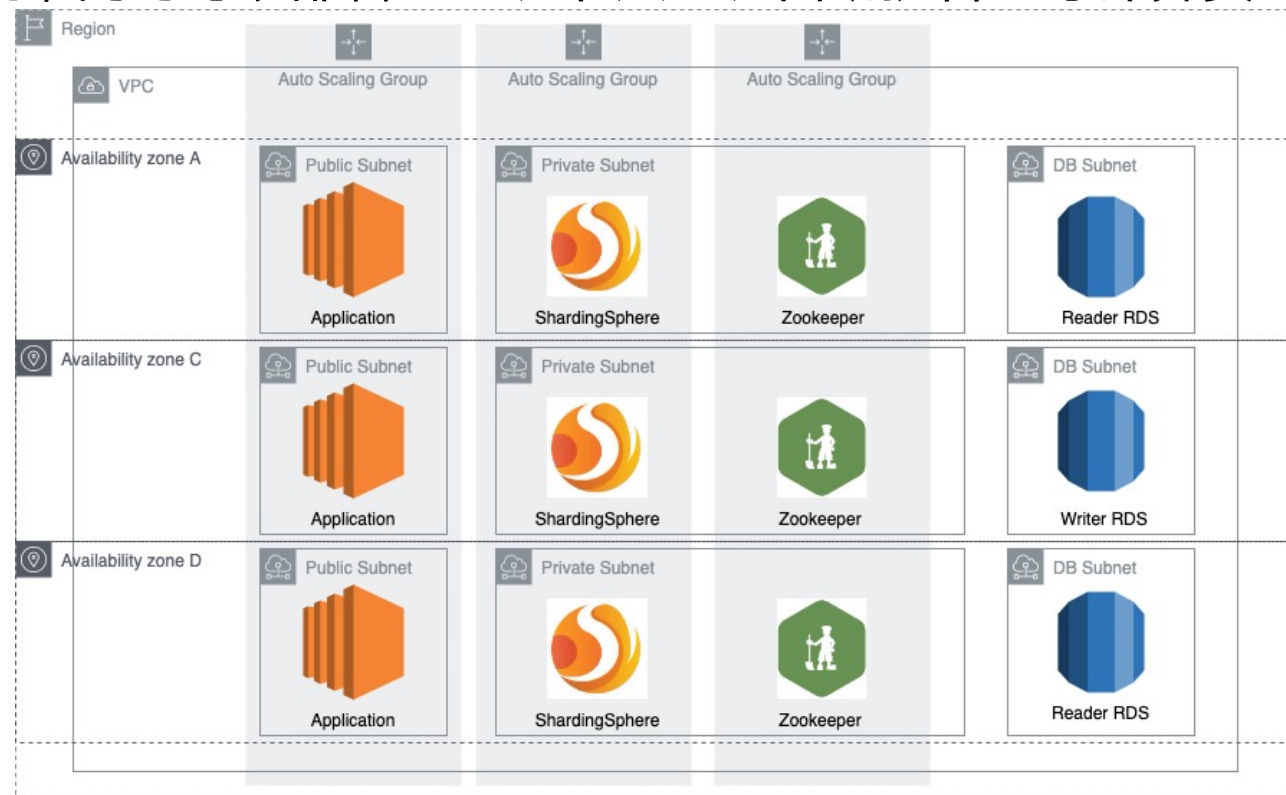 Region
Auto Scaling Group Auto Scaling Group Auto Scaling Group
VPC
Availability zone A
Public Subnet Private Subnet DB Subnet
Application ShardingSphere Zookeeper Reader RDS
Availability zone C
Public Subnet Private Subnet DB Subnet
Application ShardingSphere Zookeeper Writer RDS
Availability zone D
Public Subnet Private Subnet DB Subnet
Application ShardingSphere Zookeeper Reader RDS